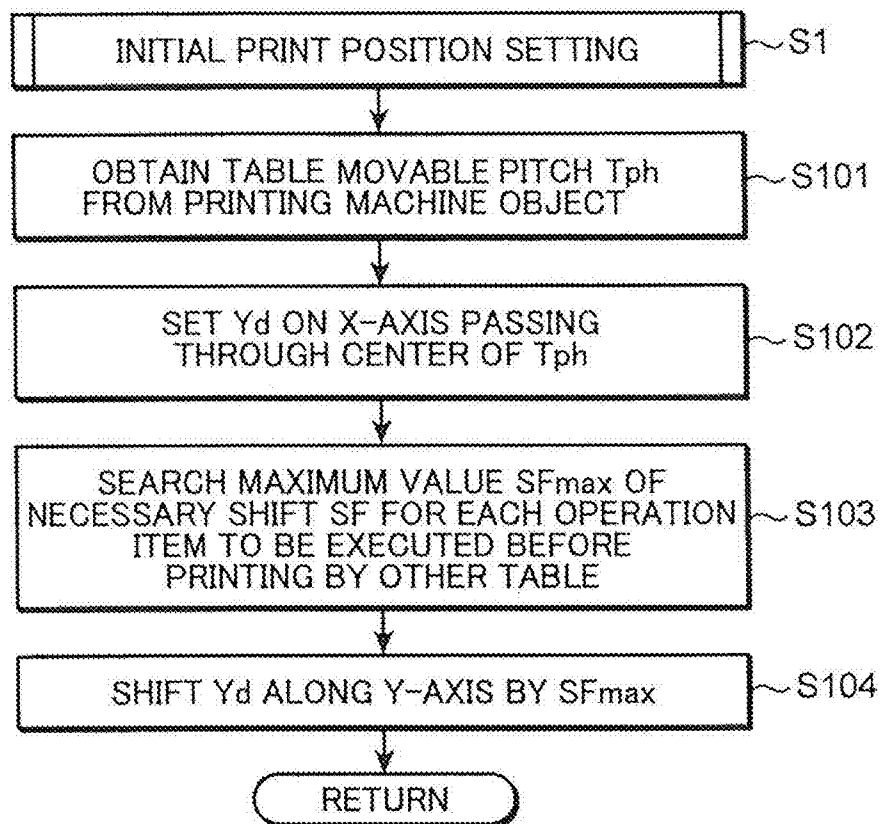 INITIAL PRINT POSITION SETTING
S1
OBTAIN TABLE MOVABLE PITCH Tph
FROM PRINTING MACHINE OBJECT
S101
SET Yd ON X-AXIS PASSING
THROUGH CENTER OF Tph
S102
SEARCH MAXIMUM VALUE SFmax OF
NECESSARY SHIFT SF FOR EACH OPERATION
ITEM TO BE EXECUTED BEFORE
PRINTING BY OTHER TABLE
S103
SHIFT Yd ALONG Y-AXIS BY SFmax
S104
RETURN